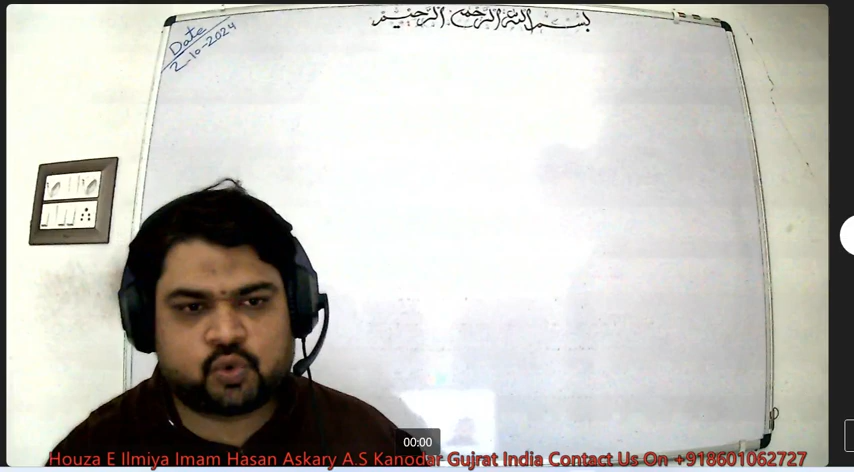 بسم الله الرحمن الرحيم
Date
2-10-2024
00:00
Houza E Ilmiya Imam Hasan Askary A.S Kanodar Gujrat India Contact Us On +918601062727